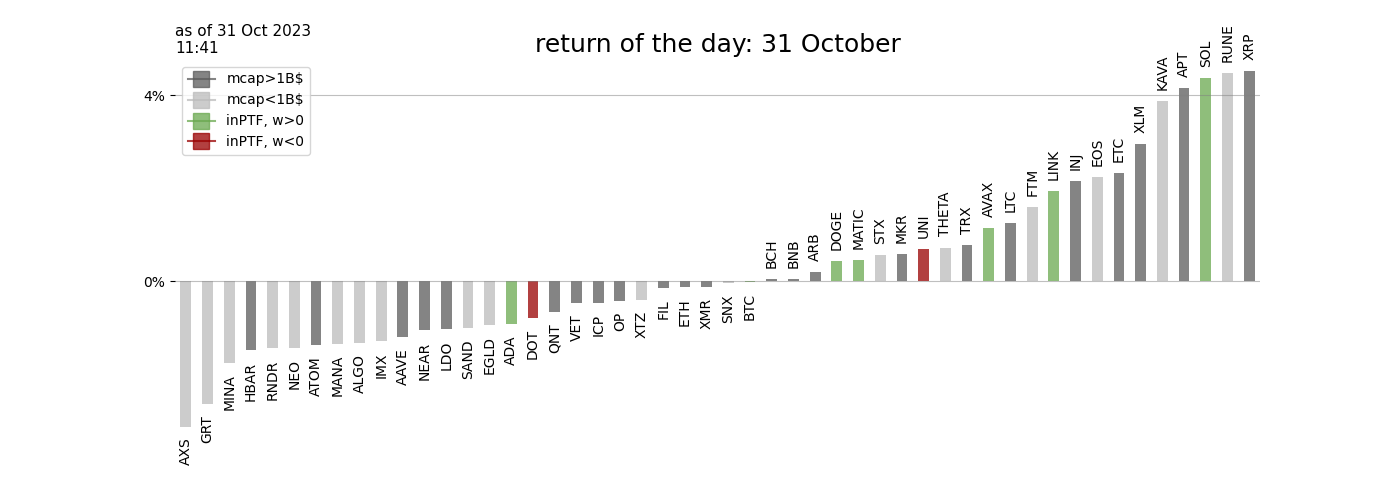 as of 31 Oct 2023
11:41
return of the day: 31 October
mcap>1B$
mcap<1B$
inPTF, w>0
inPTF, w<0
4%
0%
AXS
GRT
MINA
HBAR
RNDR
NEO
ATOM
MANA
ALGO
IMX
AAVE
NEAR
LDO
SAND
EGLD
ADA
DOT
QNT
VET
ICP
OP
XTZ
FIL
ETH
XMR
SNX
BTC
BCH
BNB
ARB
DOGE
MATIC
STX
MKR
UNI
THETA
TRX
AVAX
LTC
FTM
LINK
INJ
EOS
ETC
XLM
KAVA
APT
SOL
RUNE
XRP